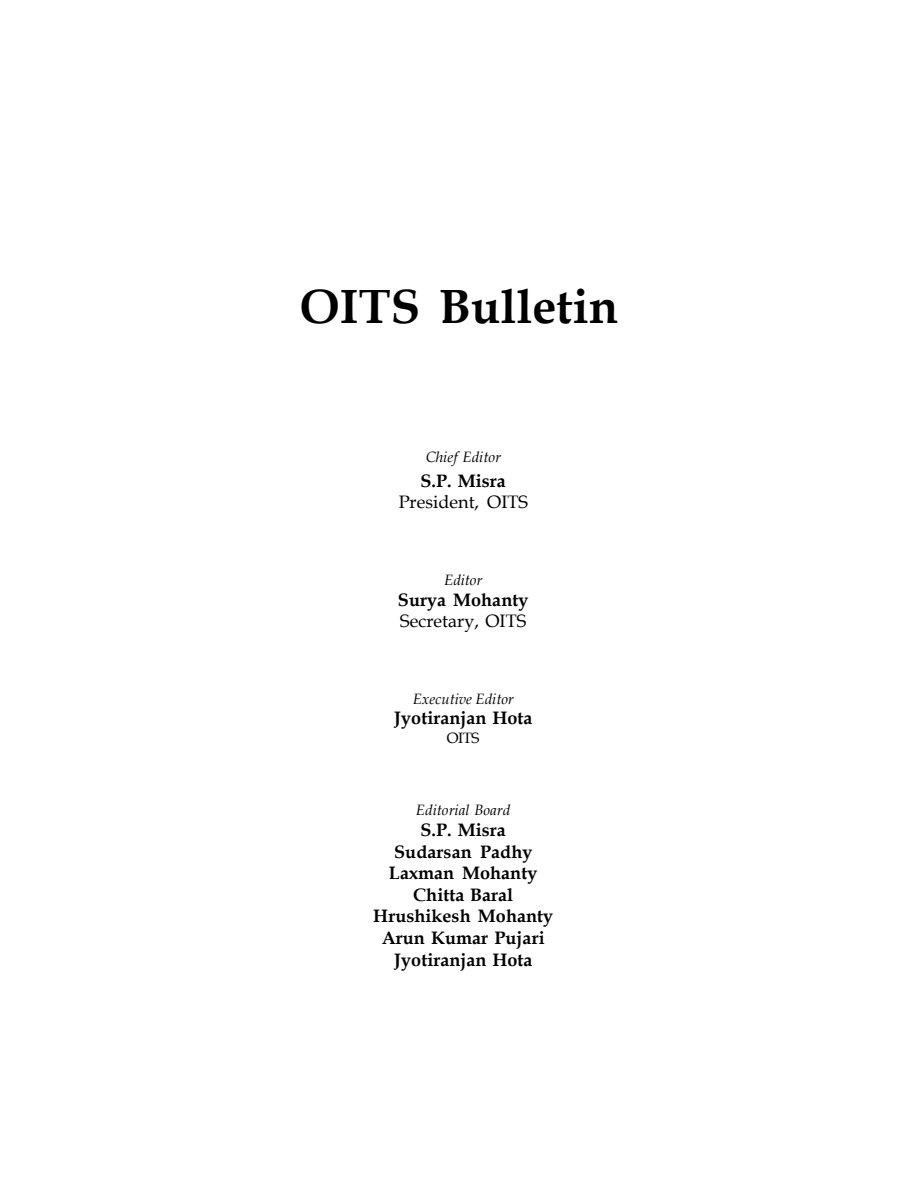 OITS Bulletin
Chief Editor
S.P. Misra
President, OITS
Editor
Surya Mohanty
Secretary, OITS
Executive Editor
Jyotiranjan Hota
OITS
Editorial Board
S.P. Misra
Sudarsan Padhy
Laxman Mohanty
Chitta Baral
Hrushikesh Mohanty
Arun Kumar Pujari
Jyotiranjan Hota